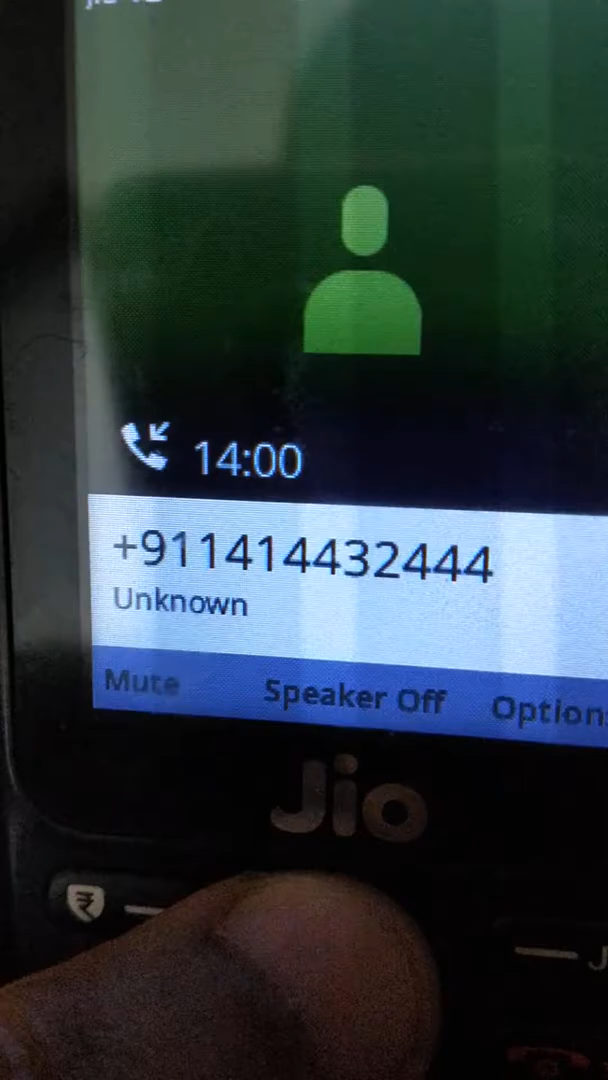 14:00
+911414432444
Unknown
Mute Speaker Off Option
Jio
₹